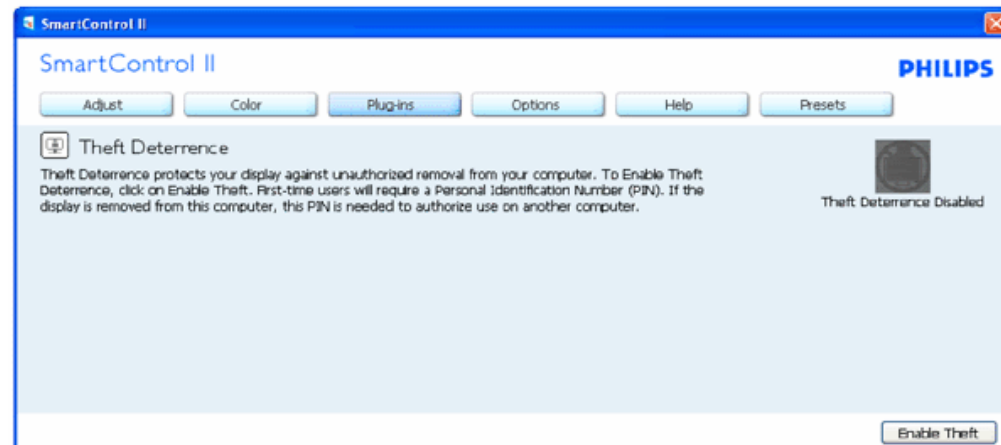 SmartControl II
SmartControl II
PHILIPS
Adjust Color Plug-ins Options Help Presets
Theft Deterrence
Theft Deterrence protects your display against unauthorized removal from your computer. To Enable Theft
Deterrence, click on Enable Theft. First-time users will require a Personal Identification Number (PIN). If the
display is removed from this computer, this PIN is needed to authorize use on another computer.
Theft Deterrence Disabled
Enable Theft